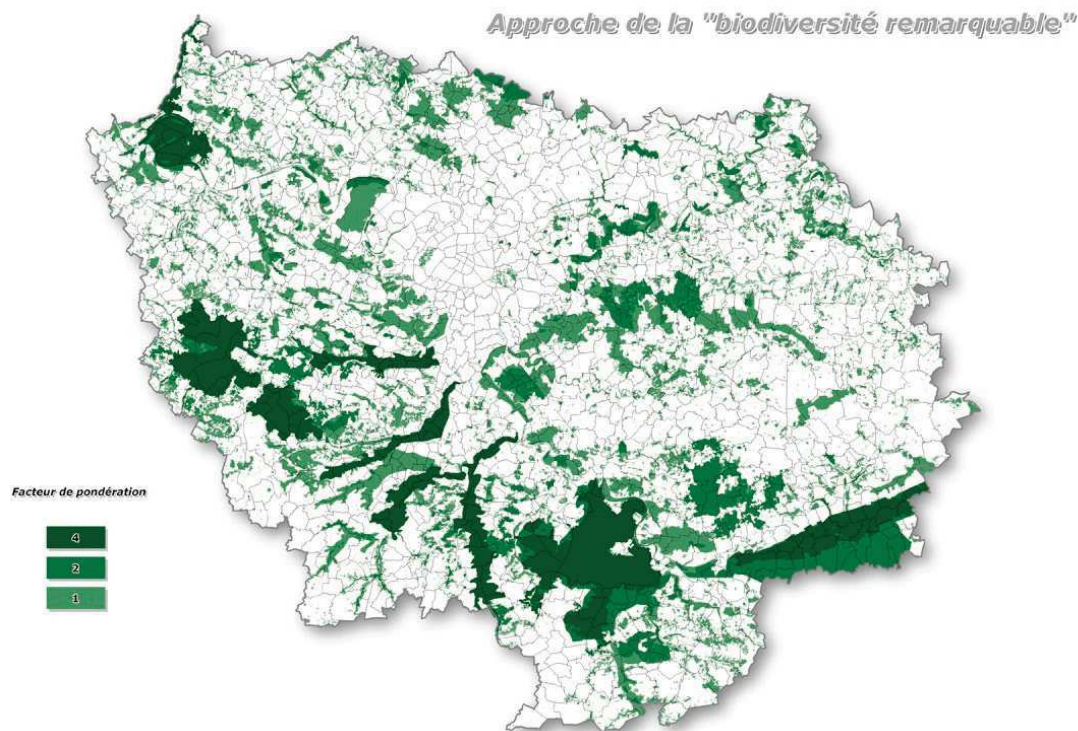 Approche de la "biodiversité remarquable"
Facteur de pondération
4
2
1